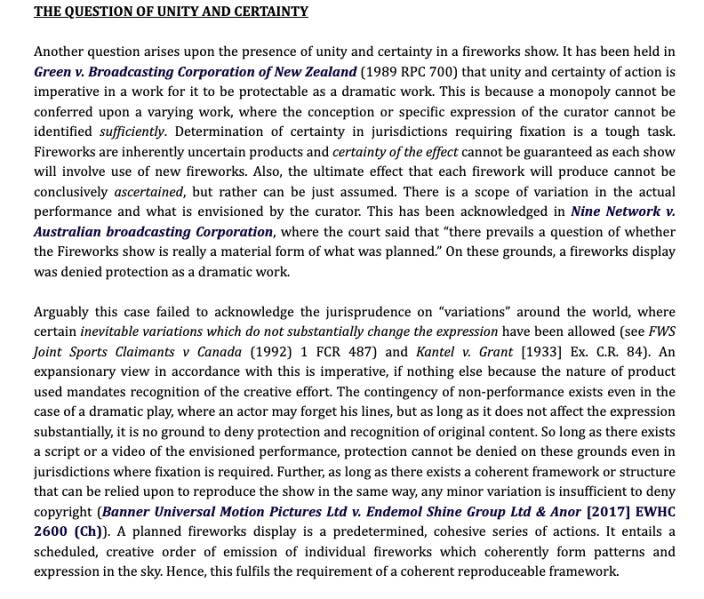 THE QUESTION OF UNITY AND CERTAINTY
Another question arises upon the presence of unity and certainty in a fireworks show. It has been held in
Green v. Broadcasting Corporation of New Zealand (1989 RPC 700) that unity and certainty of action is
imperative in a work for it to be protectable as a dramatic work. This is because a monopoly cannot be
conferred upon a varying work, where the conception or specific expression of the curator cannot be
identified sufficiently. Determination of certainty in jurisdictions requiring fixation is a tough task.
Fireworks are inherently uncertain products and certainty of the effect cannot be guaranteed as each show
will involve use of new fireworks. Also, the ultimate effect that each firework will produce cannot be
conclusively ascertained, but rather can be just assumed. There is a scope of variation in the actual
performance and what is envisioned by the curator. This has been acknowledged in Nine Network v.
Australian broadcasting Corporation, where the court said that “there prevails a question of whether
the Fireworks show is really a material form of what was planned.” On these grounds, a fireworks display
was denied protection as a dramatic work.
Arguably this case failed to acknowledge the jurisprudence on “variations” around the world, where
certain inevitable variations which do not substantially change the expression have been allowed (see FWS
Joint Sports Claimants v Canada (1992) 1 FCR 487) and Kantel v. Grant [1933] Ex. C.R. 84). An
expansionary view in accordance with this is imperative, if nothing else because the nature of product
used mandates recognition of the creative effort. The contingency of non-performance exists even in the
case of a dramatic play, where an actor may forget his lines, but as long as it does not affect the expression
substantially, it is no ground to deny protection and recognition of original content. So long as there exists
a script or a video of the envisioned performance, protection cannot be denied on these grounds even in
jurisdictions where fixation is required. Further, as long as there exists a coherent framework or structure
that can be relied upon to reproduce the show in the same way, any minor variation is insufficient to deny
copyright (Banner Universal Motion Pictures Ltd v. Endemol Shine Group Ltd & Anor [2017] EWHC
2600 (Ch)). A planned fireworks display is a predetermined, cohesive series of actions. It entails a
scheduled, creative order of emission of individual fireworks which coherently form patterns and
expression in the sky. Hence, this fulfils the requirement of a coherent reproduceable framework.